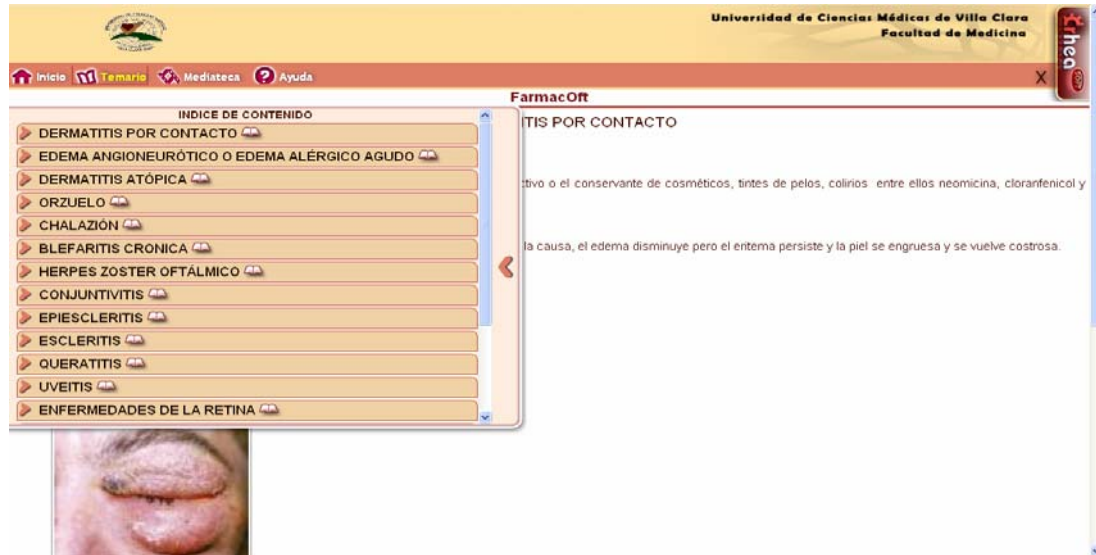 Universidad de Ciencias Médicas de Villa Clara
Facultad de Medicina
Crhea
Inicio Temario Mediateca Ayuda X
FarmacOft
INDICE DE CONTENIDO
DERMATITIS POR CONTACTO
EDEMA ANGIONEURÓTICO O EDEMA ALÉRGICO AGUDO
DERMATITIS ATÓPICA
ORZUELO
CHALAZIÓN
BLEFARITIS CRONICA
HERPES ZOSTER OFTÁLMICO
CONJUNTIVITIS
EPIESCLERITIS
ESCLERITIS
QUERATITIS
UVEITIS
ENFERMEDADES DE LA RETINA
ITIS POR CONTACTO
ctivo o el conservante de cosméticos, tintes de pelos, colirios entre ellos neomicina, cloranfenicol y
la causa, el edema disminuye pero el eritema persiste y la piel se engruesa y se vuelve costrosa.